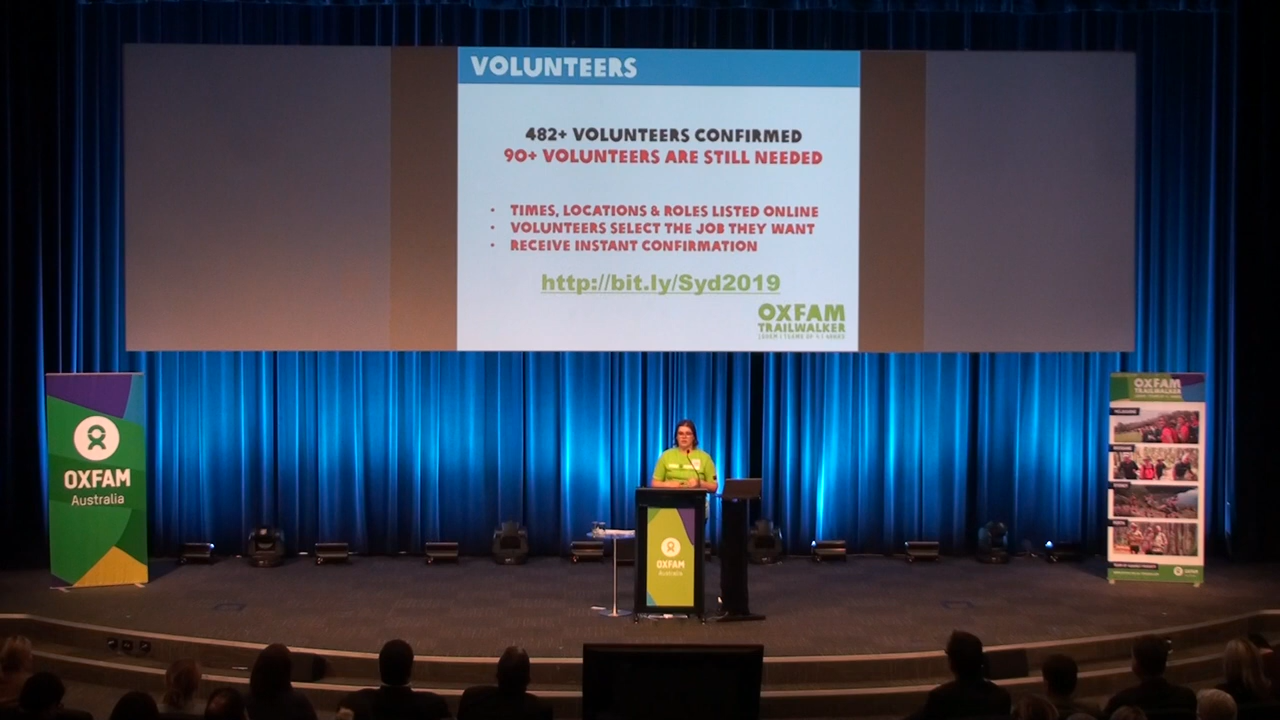 VOLUNTEERS
482+ VOLUNTEERS CONFIRMED
90+ VOLUNTEERS ARE STILL NEEDED
• TIMES, LOCATIONS & ROLES LISTED ONLINE
• VOLUNTEERS SELECT THE JOB THEY WANT
• RECEIVE INSTANT CONFIRMATION
http://bit.ly/Syd2019
OXFAM
TRAILWALKER
OXFAM
Australia
OXFAM
Australia
OXFAM
TRAILWALKER